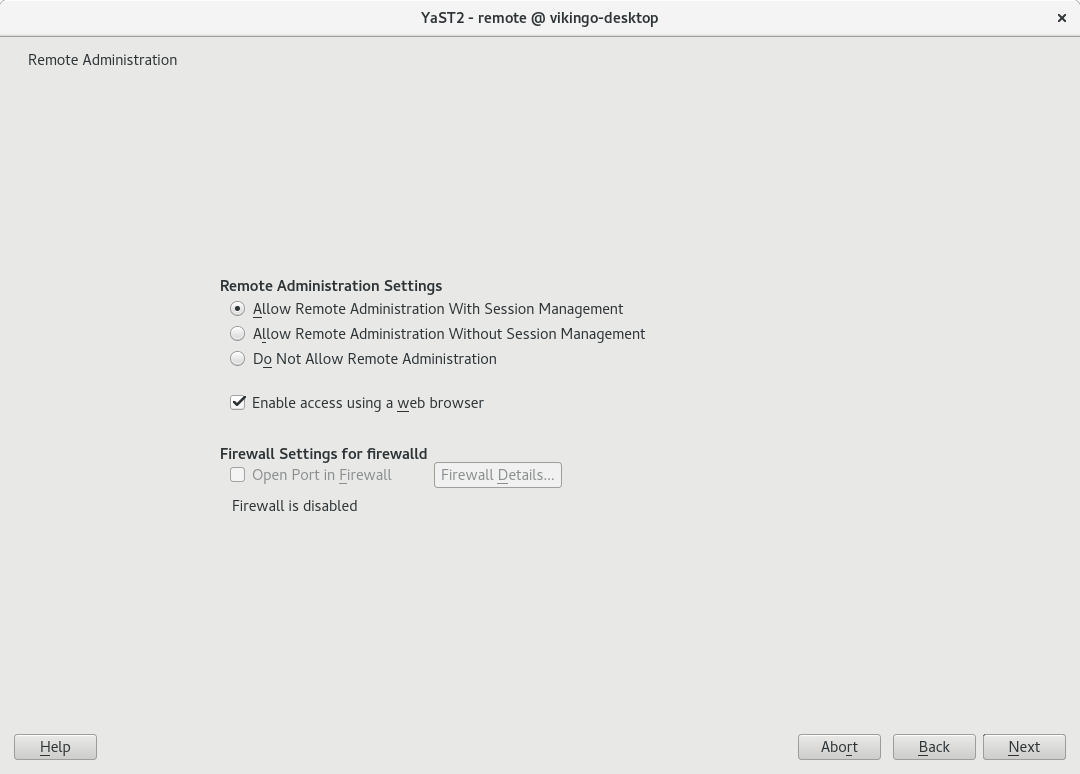 YaST2 - remote @ vikingo-desktop
Remote Administration
Remote Administration Settings
Allow Remote Administration With Session Management
Allow Remote Administration Without Session Management
Do Not Allow Remote Administration
Enable access using a web browser
Firewall Settings for firewalld
Open Port in Firewall Firewall Details...
Firewall is disabled
Help Abort Back Next